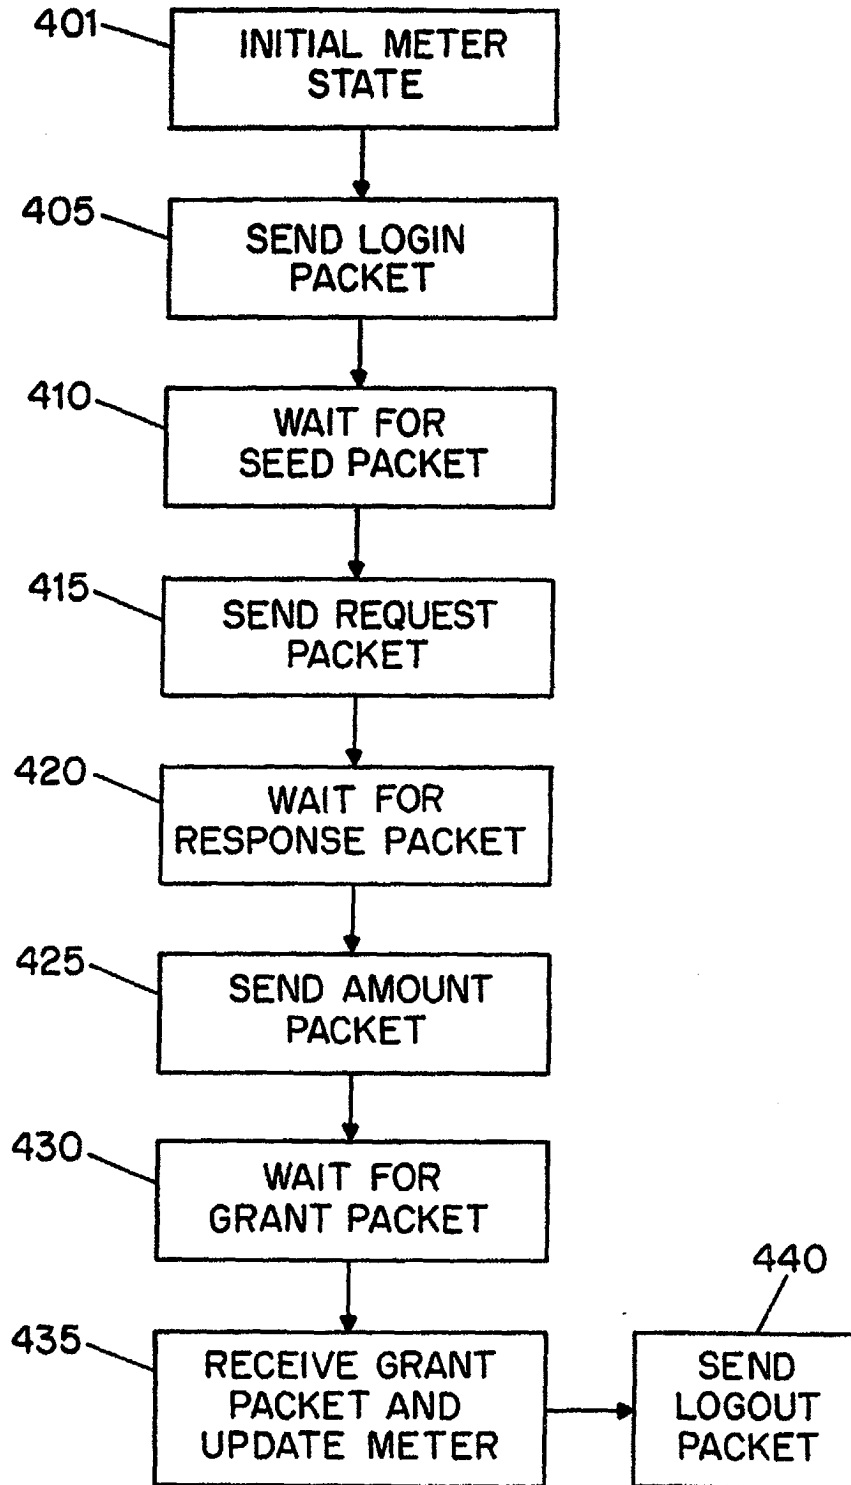 401
INITIAL METER
STATE
405
SEND LOGIN
PACKET
410
WAIT FOR
SEED PACKET
415
SEND REQUEST
PACKET
420
WAIT FOR
RESPONSE PACKET
425
SEND AMOUNT
PACKET
430
WAIT FOR
GRANT PACKET
435
RECEIVE GRANT
PACKET AND
UPDATE METER
440
SEND
LOGOUT
PACKET